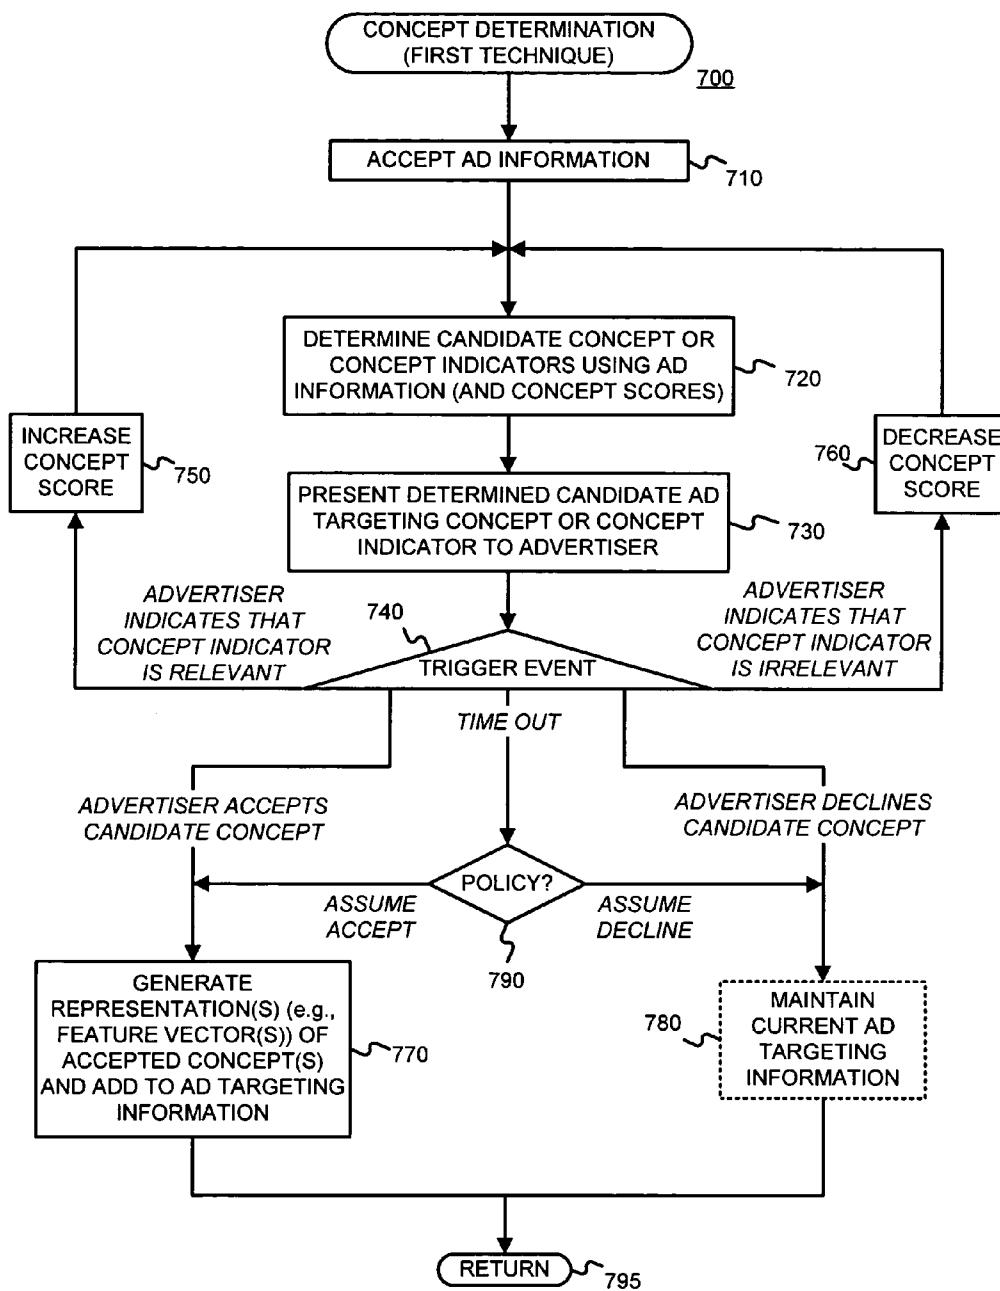 CONCEPT DETERMINATION
(FIRST TECHNIQUE)
700
ACCEPT AD INFORMATION
710
DETERMINE CANDIDATE CONCEPT OR
CONCEPT INDICATORS USING AD
INFORMATION (AND CONCEPT SCORES)
720
INCREASE
CONCEPT
SCORE
750
DECREASE
CONCEPT
SCORE
760
PRESENT DETERMINED CANDIDATE AD
TARGETING CONCEPT OR CONCEPT
INDICATOR TO ADVERTISER
730
ADVERTISER
INDICATES THAT
CONCEPT INDICATOR
IS RELEVANT
740
TRIGGER EVENT
ADVERTISER
INDICATES THAT
CONCEPT INDICATOR
IS IRRELEVANT
TIME OUT
ADVERTISER ACCEPTS
CANDIDATE CONCEPT
ADVERTISER DECLINES
CANDIDATE CONCEPT
POLICY?
ASSUME
ACCEPT
ASSUME
DECLINE
790
GENERATE
REPRESENTATION(S) (e.g.,
FEATURE VECTOR(S)) OF
ACCEPTED CONCEPT(S)
AND ADD TO AD TARGETING
INFORMATION
770
780
MAINTAIN
CURRENT AD
TARGETING
INFORMATION
RETURN
795